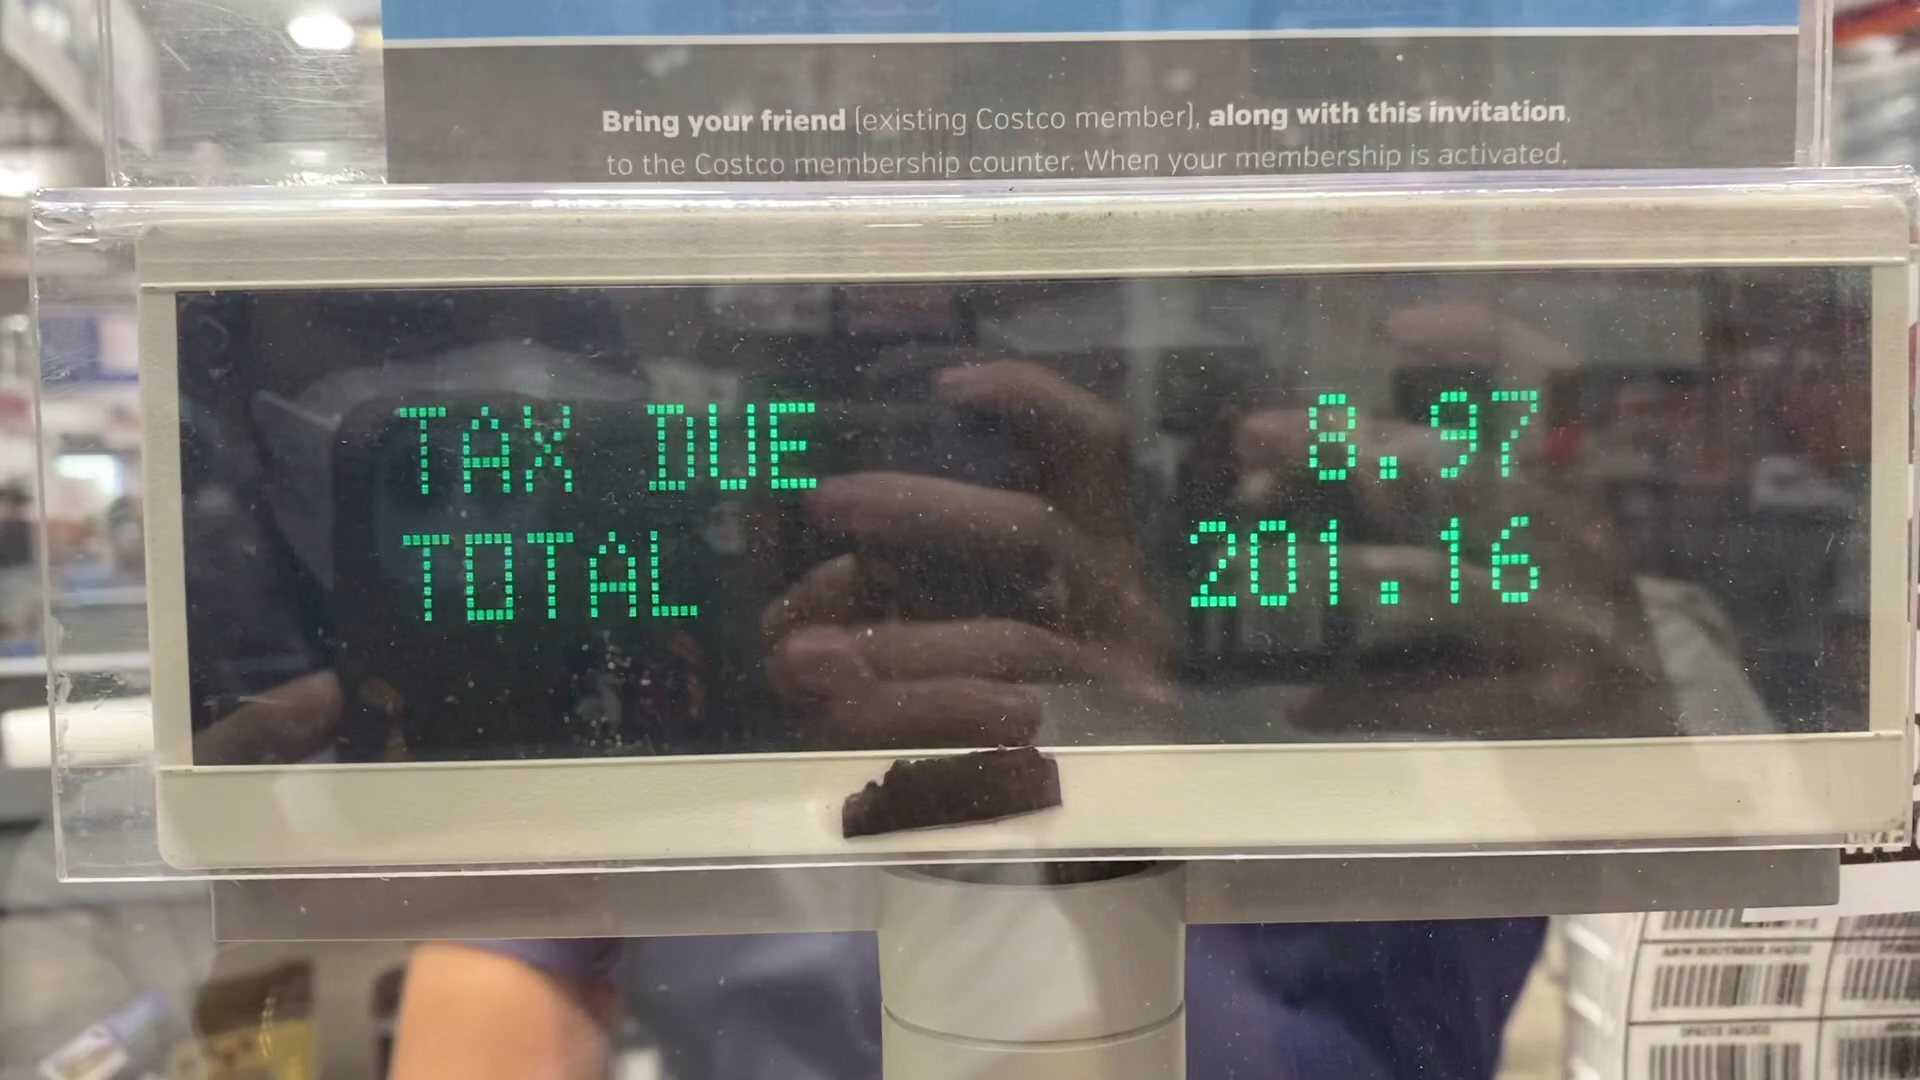 Bring your friend (existing Costco member), along with this invitation,
to the Costco membership counter. When your membership is activated,
TAX DUE 8.97
TOTAL 201.16